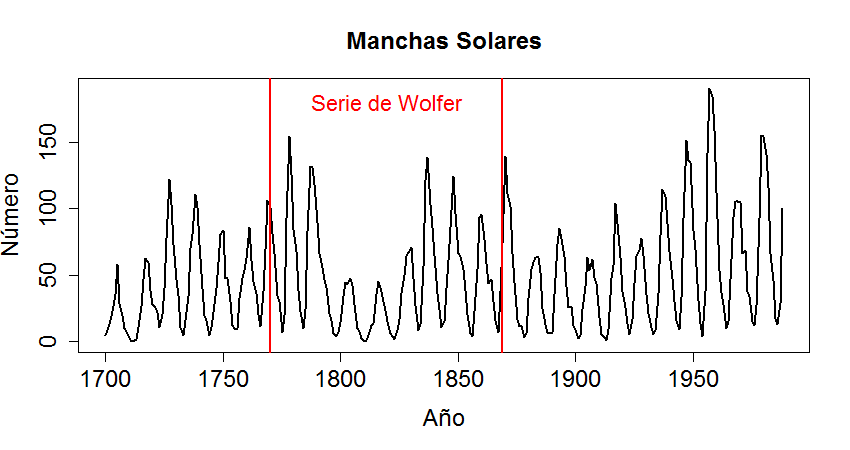 Manchas Solares
Serie de Wolfer
Número
150
100
50
0
1700 1750 1800 1850 1900 1950
Año